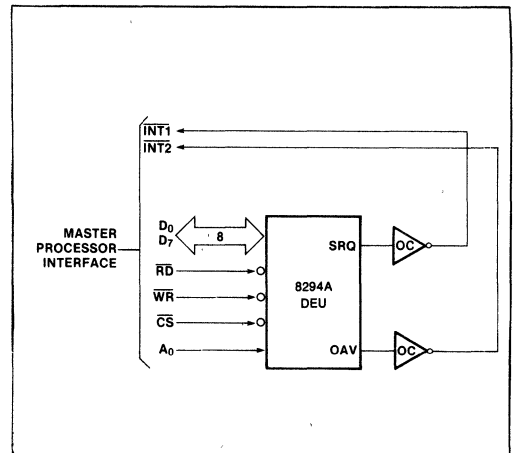 INT1
INT2
MASTER
PROCESSOR
INTERFACE
D0
D7
8
RD
WR
CS
A0
8294A
DEU
SRQ
OAV
OC
OC